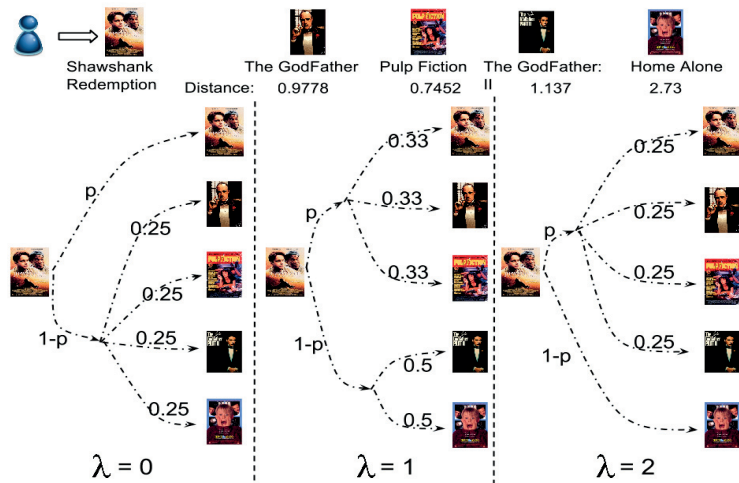 Shawshank Redemption
The GodFather
Pulp Fiction
The GodFather: II
Home Alone
Distance:
0.9778
0.7452
1.137
2.73
p
0.25
0.25
0.25
0.25
1-p
λ = 0
0.33
0.33
0.33
p
1-p
0.5
0.5
λ = 1
0.25
0.25
0.25
0.25
p
1-p
λ = 2
PULP FICTION